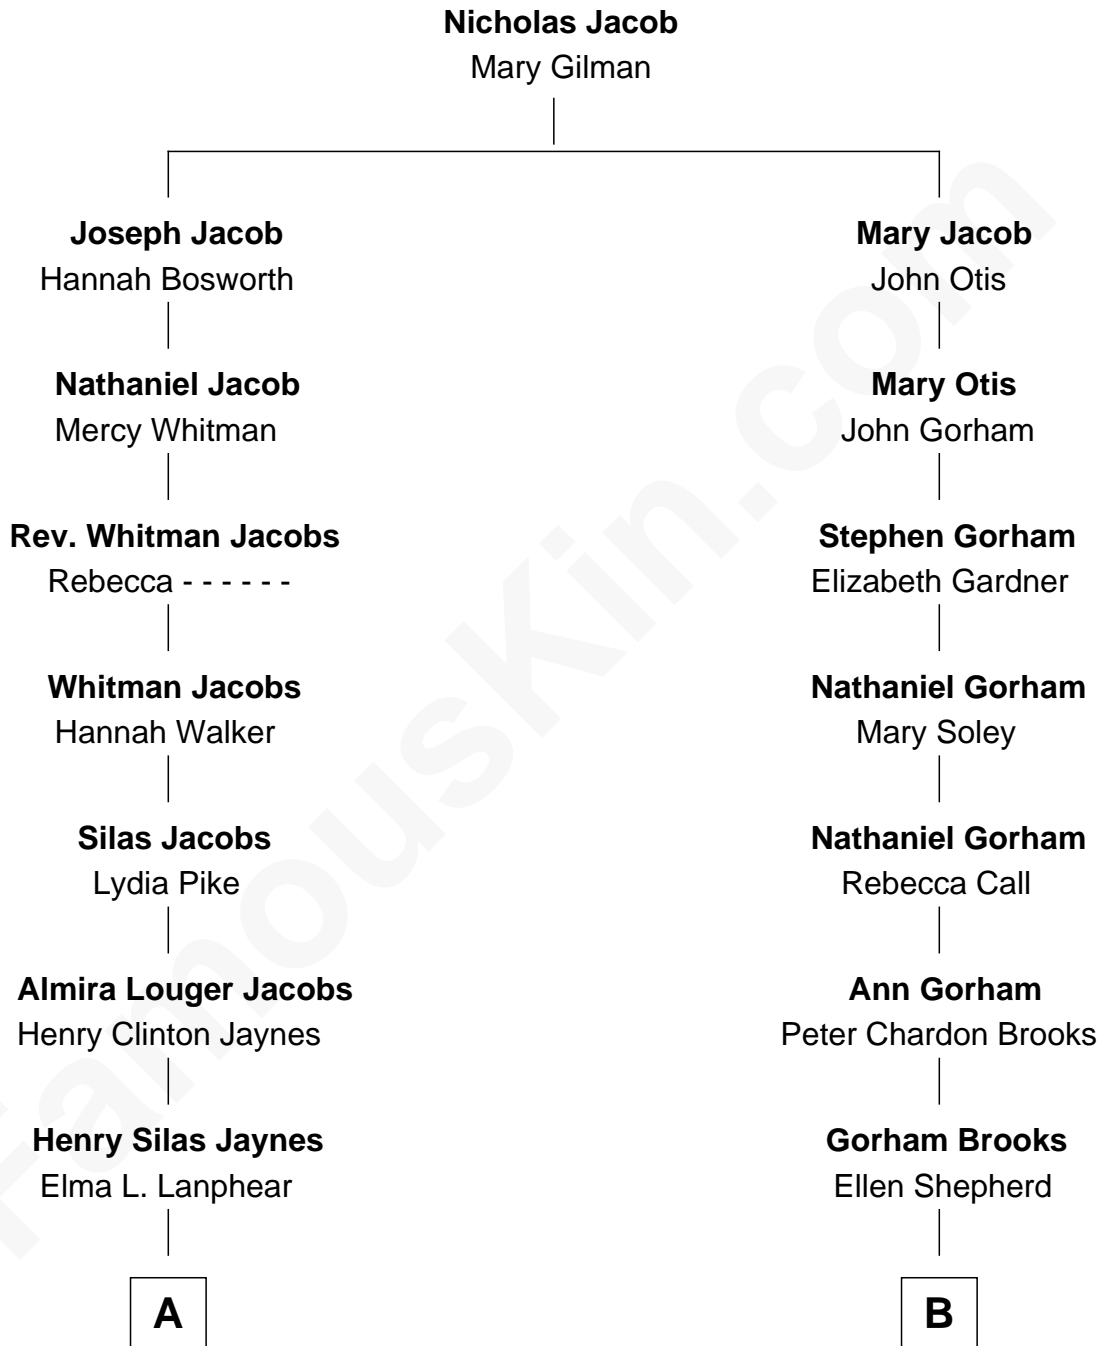 Nicholas Jacob
Mary Gilman
Joseph Jacob
Hannah Bosworth
Mary Jacob
John Otis
Nathaniel Jacob
Mercy Whitman
Mary Otis
John Gorham
Rev. Whitman Jacobs
Rebecca - - - - - -
Stephen Gorham
Elizabeth Gardner
Whitman Jacobs
Hannah Walker
Nathaniel Gorham
Mary Soley
Silas Jacobs
Lydia Pike
Nathaniel Gorham
Rebecca Call
Almira Louger Jacobs
Henry Clinton Jaynes
Ann Gorham
Peter Chardon Brooks
Henry Silas Jaynes
Elma L. Lanphear
Gorham Brooks
Ellen Shepherd
A
B
FamousKin.com